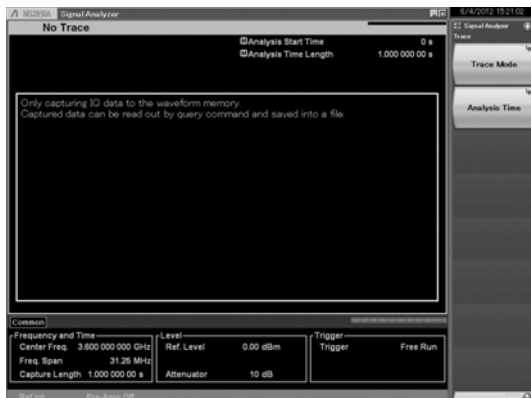 MS2850A Signal Analyzer
6/4/2012 15:21:02
No Trace
Signal Analyzer
Trace
Analysis Start Time 0 s
Analysis Time Length 1.000 000 00 s
Trace Mode
Analysis Time
Only capturing IQ data to the waveform memory.
Captured data can be read out by query command and saved into a file.
Common
Frequency and Time
Center Freq. 3.600 000 000 GHz
Freq. Span 31.25 MHz
Capture Length 1.000 000 00 s
Level
Ref. Level 0.00 dBm
Attenuator 10 dB
Trigger
Trigger Free Run
Ref.Int Pre-Amp Off